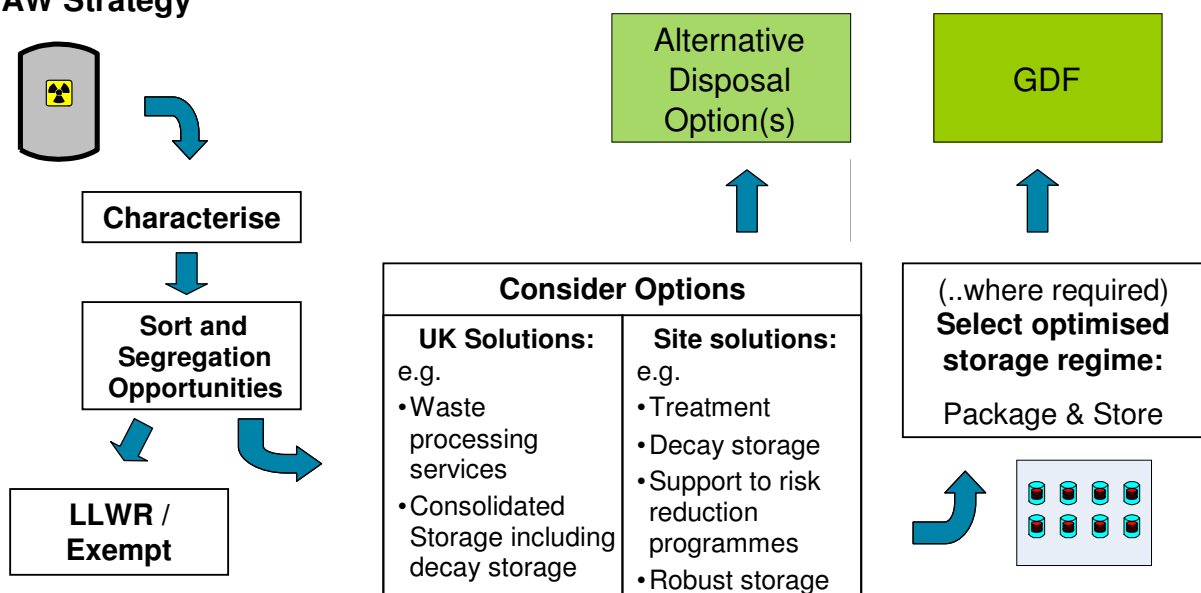 AW Strategy
Characterise
Sort and
Segregation
Opportunities
LLWR /
Exempt
Alternative
Disposal
Option(s)
GDF
Consider Options
UK Solutions:
e.g.
•Waste
processing
services
•Consolidated
Storage including
decay storage
Site solutions:
e.g.
•Treatment
•Decay storage
•Support to risk
reduction
programmes
•Robust storage
(..where required)
Select optimised
storage regime:
Package & Store